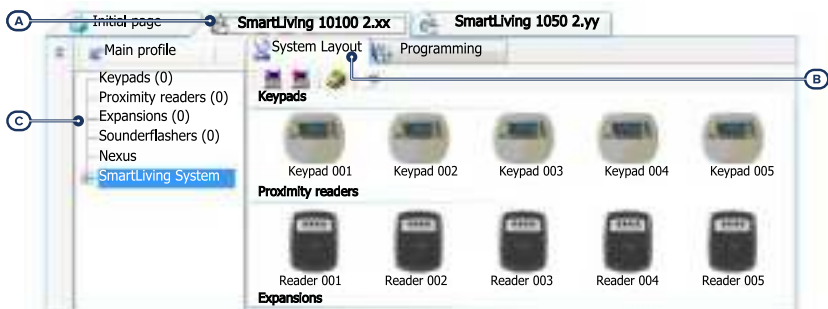 A Initial page SmartLiving 10100 2.xx SmartLiving 1050 2.yy
Main profile System Layout Programming
B
Keypads (0)
Proximity readers (0)
Expansions (0)
C
Sounderflashers (0)
Nexus
SmartLiving System
Keypads
Keypad 001 Keypad 002 Keypad 003 Keypad 004 Keypad 005
Proximity readers
Reader 001 Reader 002 Reader 003 Reader 004 Reader 005
Expansions